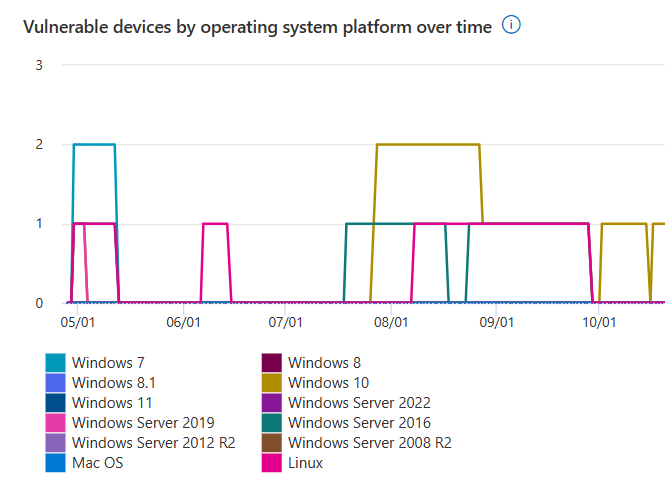 Vulnerable devices by operating system platform over time
3
2
1
0
05/01 06/01 07/01 08/01 09/01 10/01
Windows 7 Windows 8
Windows 8.1 Windows 10
Windows 11 Windows Server 2022
Windows Server 2019 Windows Server 2016
Windows Server 2012 R2 Windows Server 2008 R2
Mac OS Linux